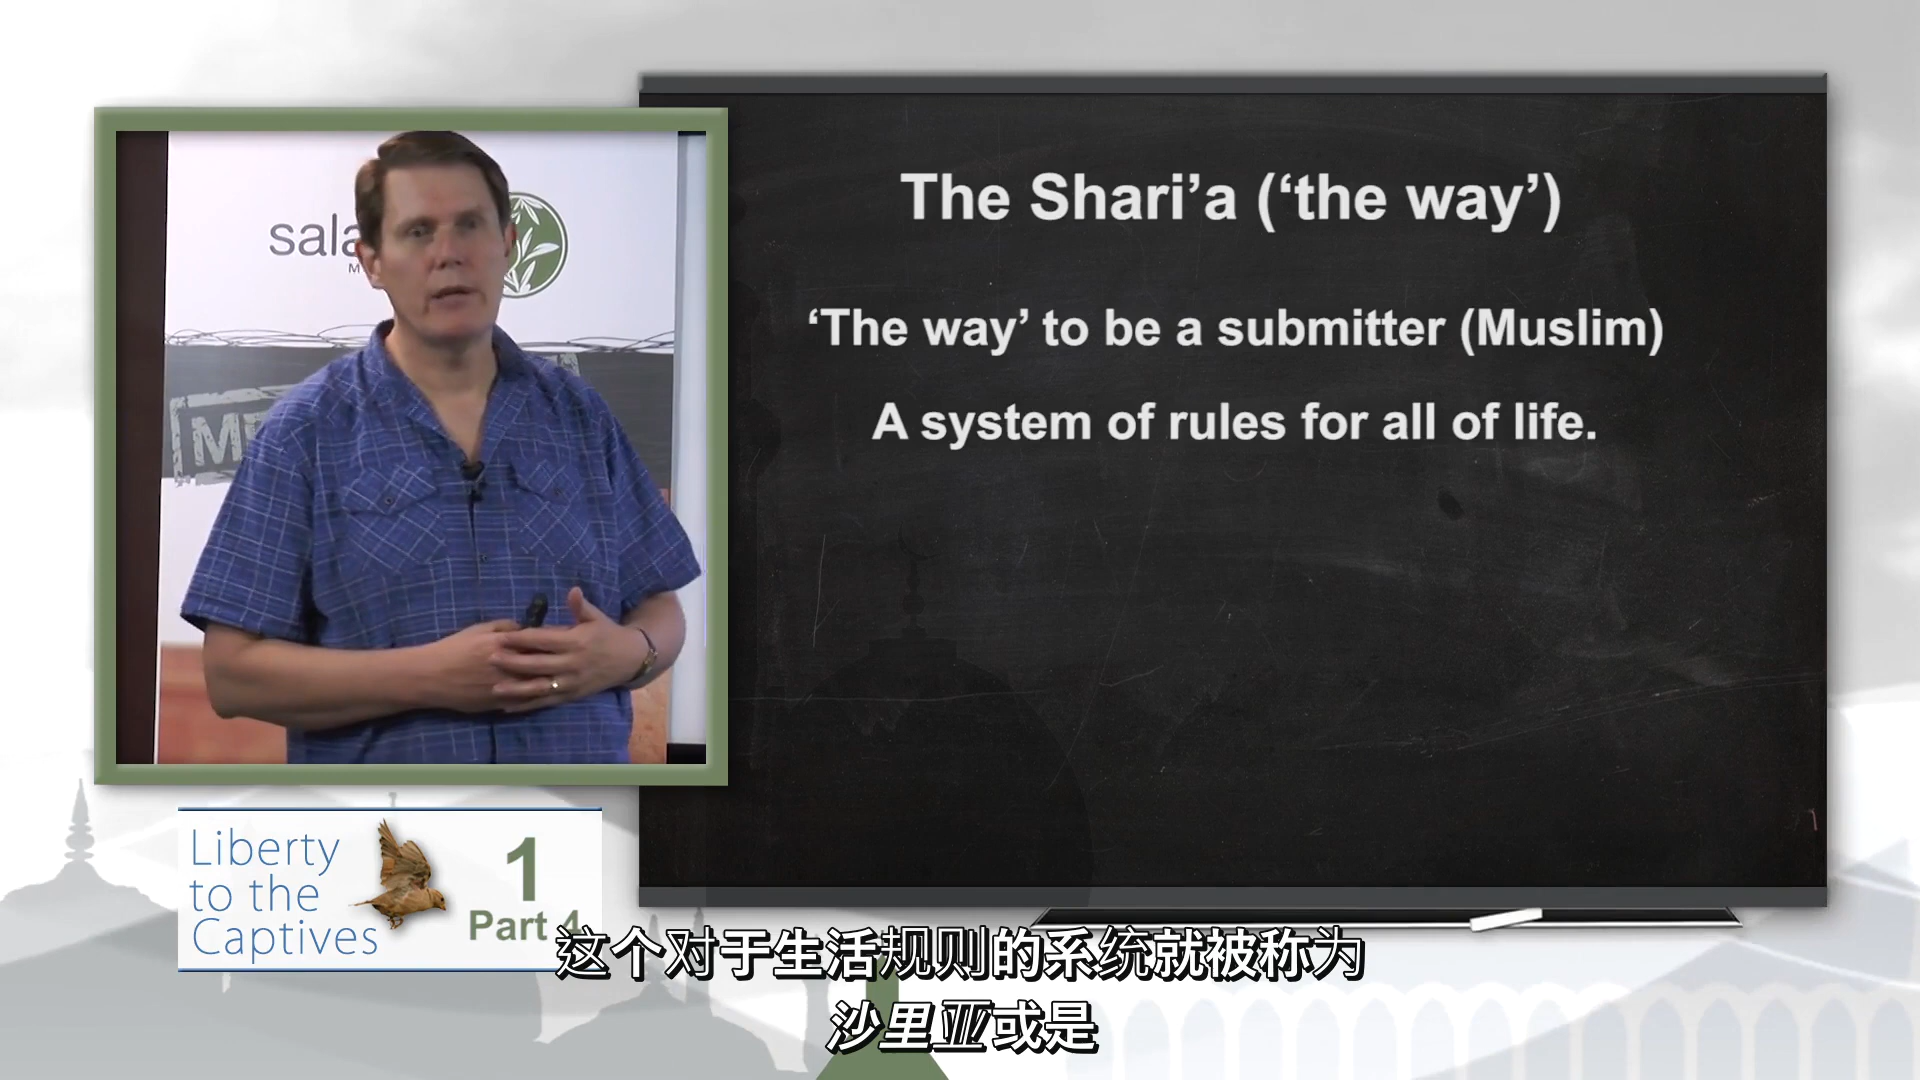 The Shari’a (‘the way’)
‘The way’ to be a submitter (Muslim)
A system of rules for all of life.
sala
M
Liberty
to the
Captives
1
Part 4
这个对于生活规则的系统就被称为
沙里亚或是